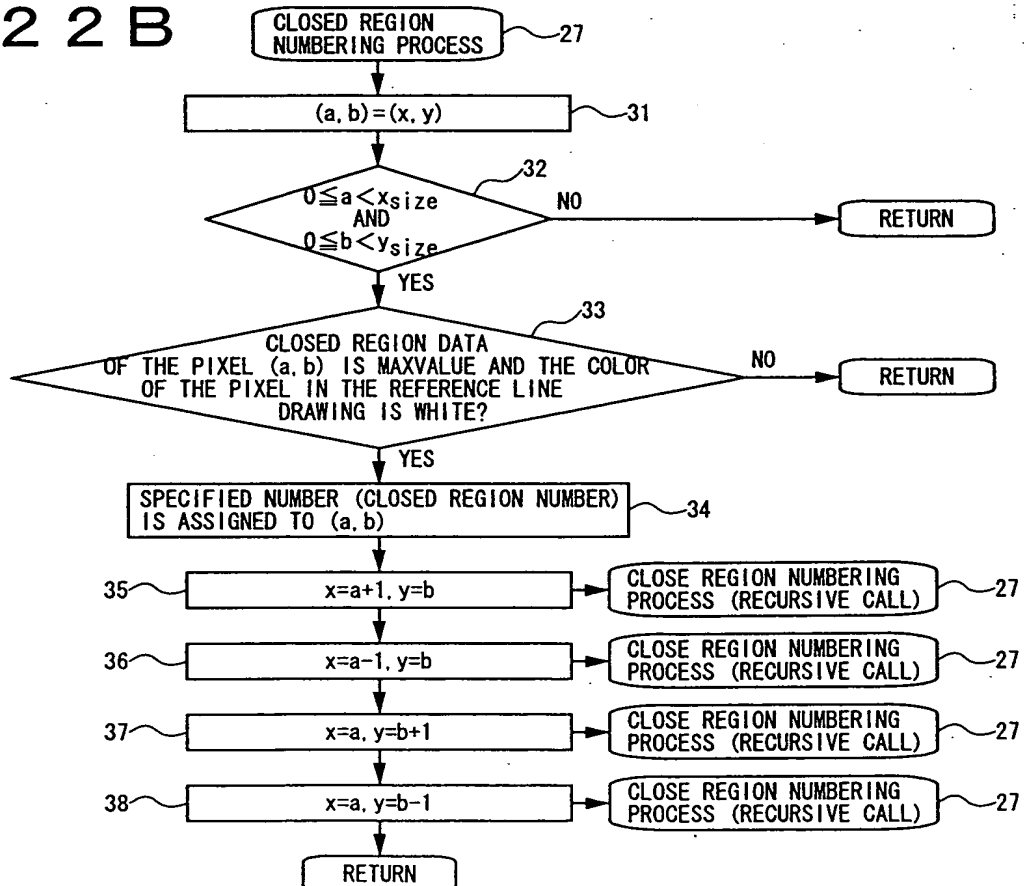 22B
CLOSED REGION
NUMBERING PROCESS
27
(a, b)=(x, y)
31
32
0≦a<xsize
AND
0≦b<ysize
NO
RETURN
YES
33
CLOSED REGION DATA
OF THE PIXEL (a, b) IS MAXVALUE AND THE COLOR
OF THE PIXEL IN THE REFERENCE LINE
DRAWING IS WHITE?
NO
RETURN
YES
SPECIFIED NUMBER (CLOSED REGION NUMBER)
IS ASSIGNED TO (a, b)
34
35
x=a+1, y=b
CLOSE REGION NUMBERING
PROCESS (RECURSIVE CALL)
27
36
x=a-1, y=b
CLOSE REGION NUMBERING
PROCESS (RECURSIVE CALL)
27
37
x=a, y=b+1
CLOSE REGION NUMBERING
PROCESS (RECURSIVE CALL)
27
38
x=a, y=b-1
CLOSE REGION NUMBERING
PROCESS (RECURSIVE CALL)
27
RETURN